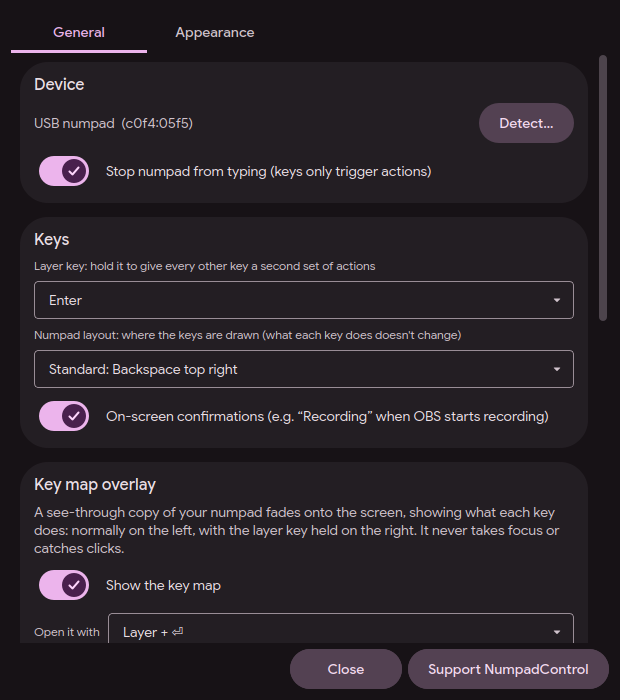 General Appearance
Device
USB numpad (c0f4:05f5)
Detect...
Stop numpad from typing (keys only trigger actions)
Keys
Layer key: hold it to give every other key a second set of actions
Enter
Numpad layout: where the keys are drawn (what each key does doesn't change)
Standard: Backspace top right
On-screen confirmations (e.g. “Recording” when OBS starts recording)
Key map overlay
A see-through copy of your numpad fades onto the screen, showing what each key
does: normally on the left, with the layer key held on the right. It never takes focus or
catches clicks.
Show the key map
Open it with Layer + ⏎
Close Support NumpadControl